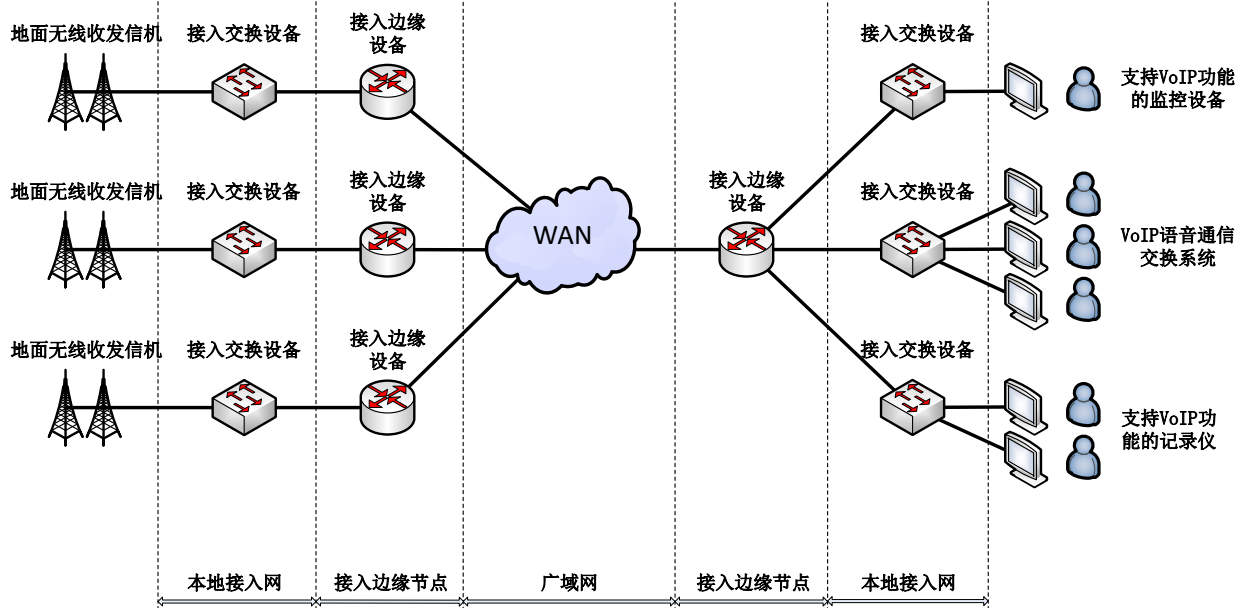 地面无线收发信机
接入交换设备
接入边缘
设备
接入交换设备
支持VoIP功能
的监控设备
地面无线收发信机
接入交换设备
接入边缘
设备
WAN
接入边缘
设备
接入交换设备
VoIP语音通信
交换系统
地面无线收发信机
接入交换设备
接入边缘
设备
接入交换设备
支持VoIP功
能的记录仪
本地接入网
接入边缘节点
广域网
接入边缘节点
本地接入网